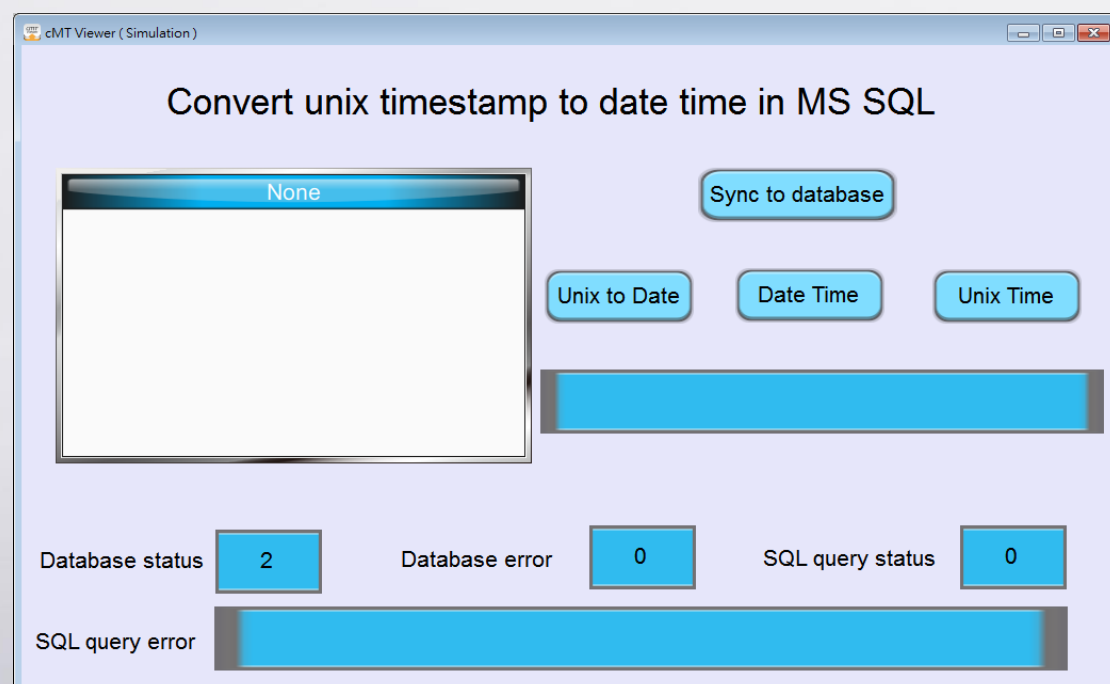 cMT Viewer ( Simulation )
Convert unix timestamp to date time in MS SQL
None
Sync to database
Unix to Date
Date Time
Unix Time
Database status
2
Database error
0
SQL query status
0
SQL query error